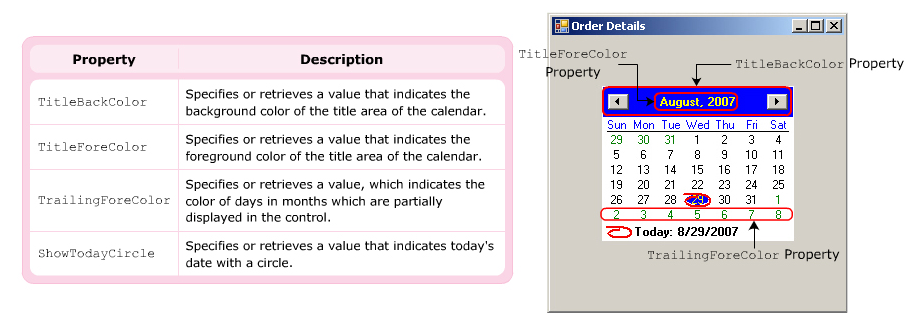 Property Description
TitleBackColor
Specifies or retrieves a value that indicates the
background color of the title area of the calendar.
TitleForeColor
Specifies or retrieves a value that indicates the
foreground color of the title area of the calendar.
TrailingForeColor
Specifies or retrieves a value, which indicates the
color of days in months which are partially
displayed in the control.
ShowTodayCircle
Specifies or retrieves a value that indicates today's
date with a circle.
Order Details
TitleForeColor
Property
TitleBackColor Property
August, 2007
Sun Mon Tue Wed Thu Fri Sat
29 30 31 1 2 3 4
5 6 7 8 9 10 11
12 13 14 15 16 17 18
19 20 21 22 23 24 25
26 27 28 29 30 31 1
2 3 4 5 6 7 8
Today: 8/29/2007
TrailingForeColor Property